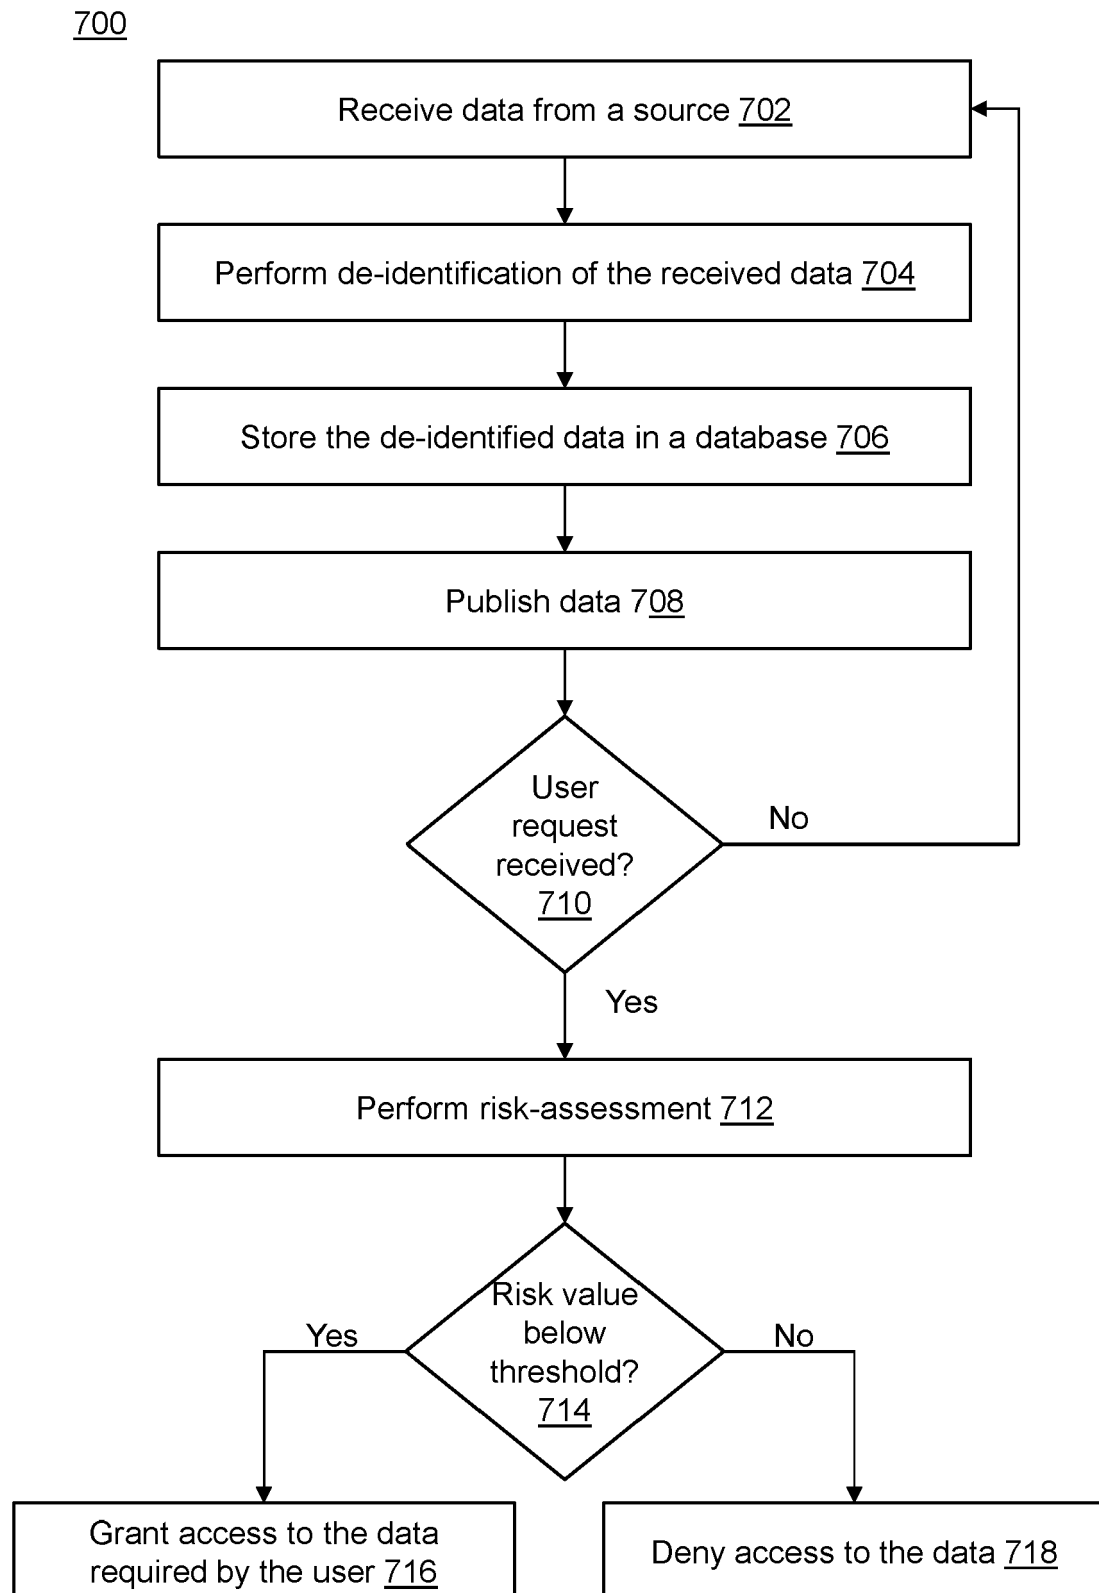 700
Receive data from a source 702
Perform de-identification of the received data 704
Store the de-identified data in a database 706
Publish data 708
User
request
received?
710
No
Yes
Perform risk-assessment 712
Risk value
below
threshold?
714
Yes
No
Grant access to the data
required by the user 716
Deny access to the data 718